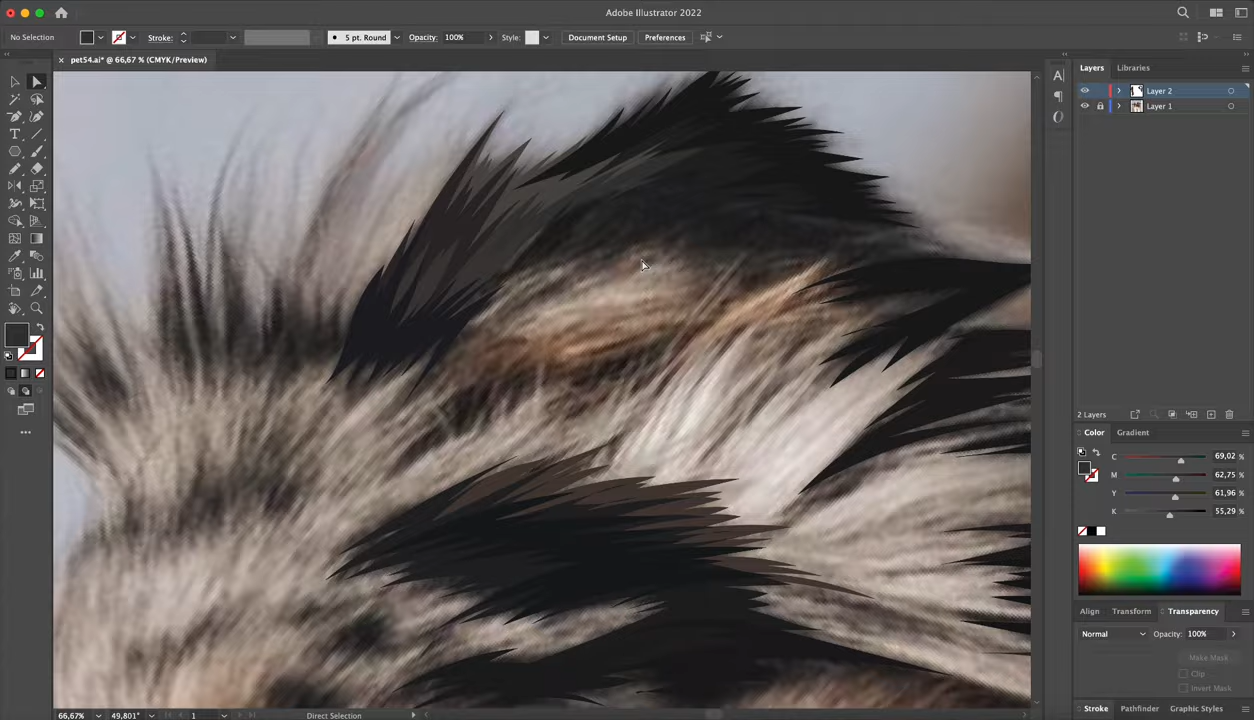 Adobe Illustrator 2022
No Selection
Stroke:
5 pt. Round
Opacity:
100%
Style:
Document Setup
Preferences
× pet54.ai* @ 66,67 % (CMYK/Preview)
Layers
Libraries
Layer 2
Layer 1
2 Layers
Color
Gradient
C
69,02 %
M
62,75 %
Y
61,96 %
K
55,29 %
Align
Transform
Transparency
Normal
Opacity:
100%
Make Mask
Clip
Invert Mask
Stroke
Pathfinder
Graphic Styles
66,67%
49,801°
1
Direct Selection